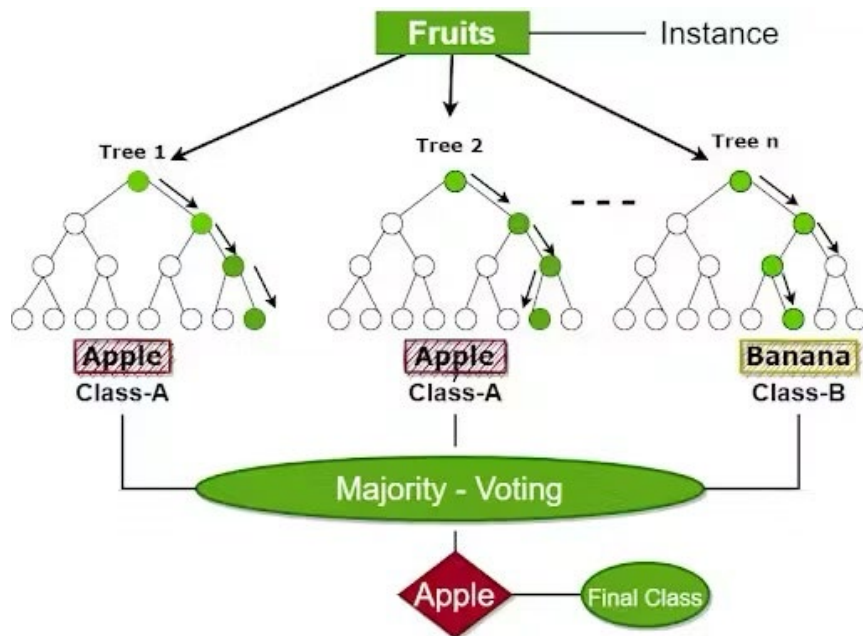 Fruits
Instance
Tree 1
Tree 2
Tree n
Apple
Apple
Banana
Class-A
Class-A
Class-B
Majority - Voting
Apple
Final Class